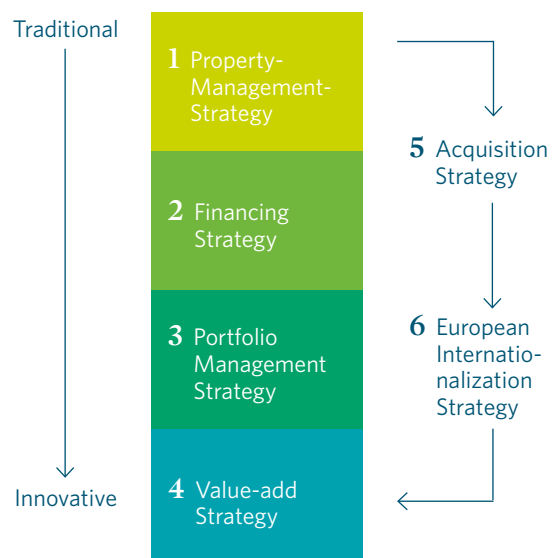 Traditional
1 Property-
Management-
Strategy
2 Financing
Strategy
3 Portfolio
Management
Strategy
4 Value-add
Strategy
Innovative
5 Acquisition
Strategy
6 European
Internatio-
nalization
Strategy